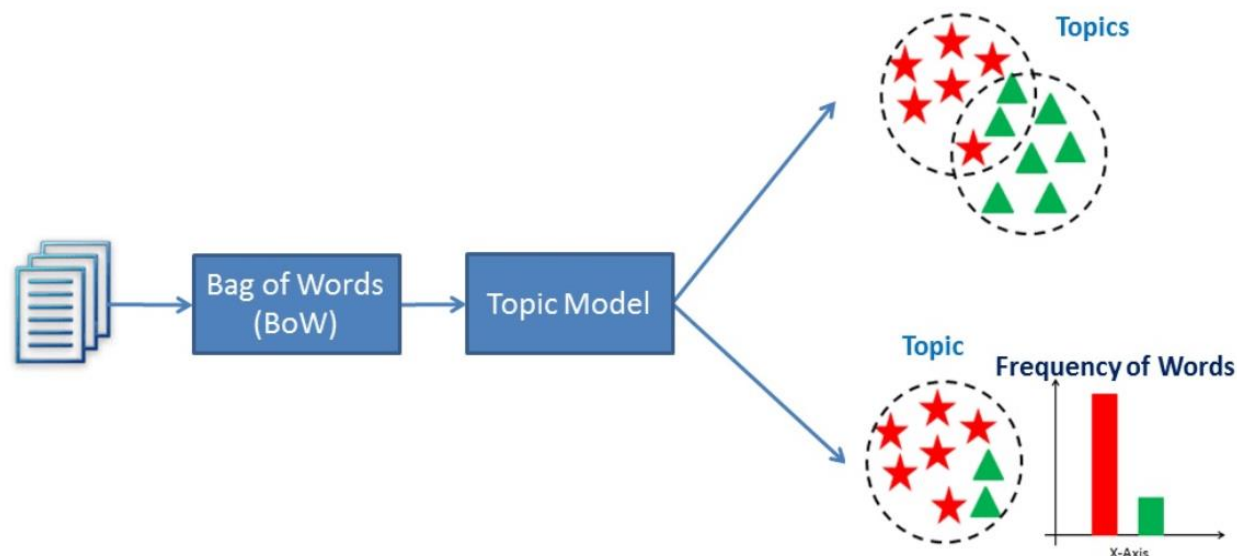 Topics
Bag of Words
(BoW)
Topic Model
Topic
Frequency of Words
X-Axis